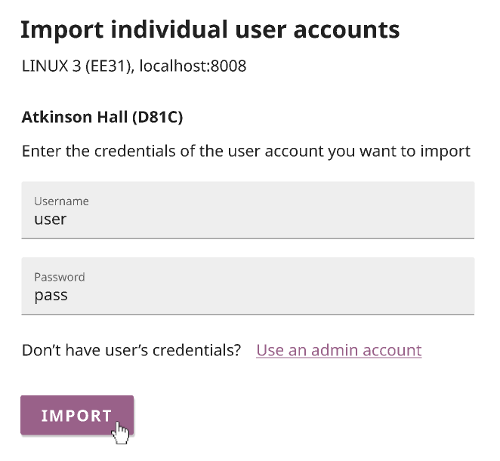 Import individual user accounts
LINUX 3 (EE31), localhost:8008
Atkinson Hall (D81C)
Enter the credentials of the user account you want to import
Username
user
Password
pass
Don’t have user’s credentials? Use an admin account
IMPORT